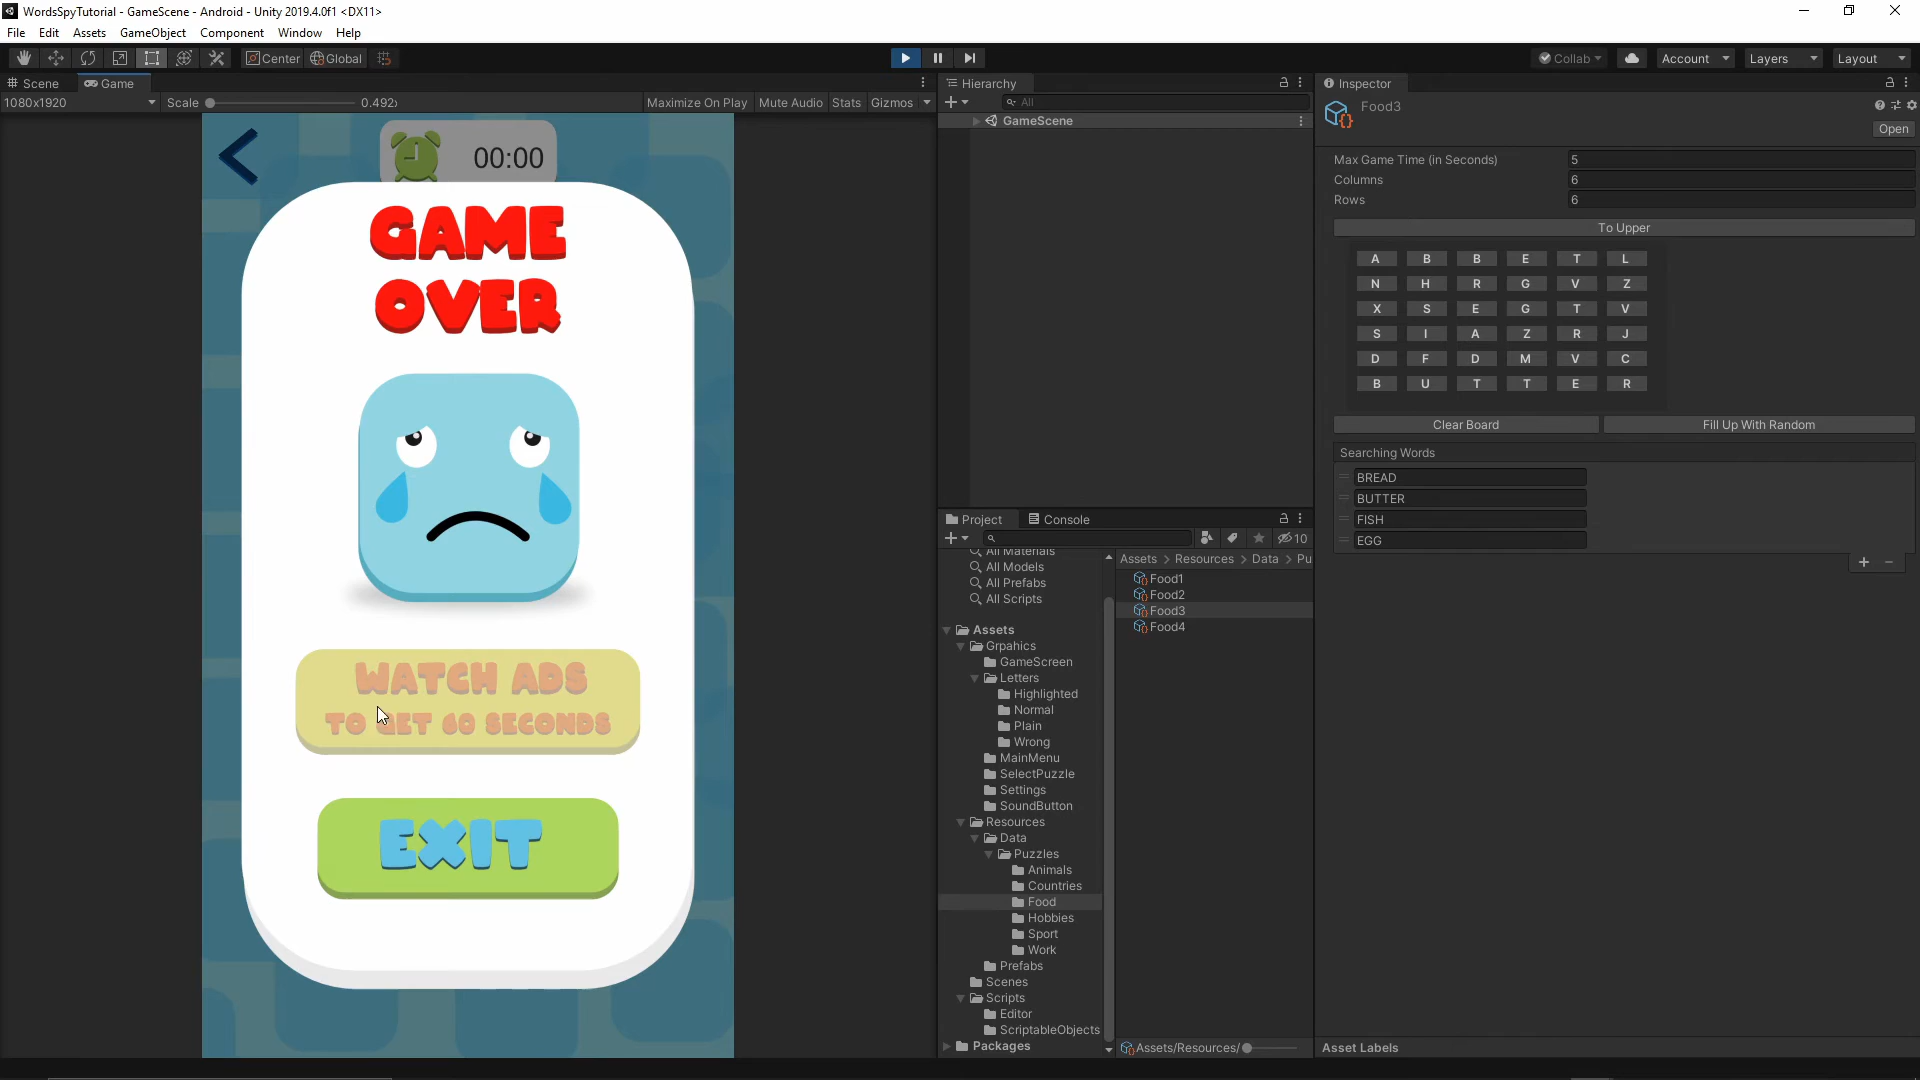 WordsSpyTutorial - GameScene - Android - Unity 2019.4.0f1 <DX11>
File Edit Assets GameObject Component Window Help
Center Global Collab Account Layers Layout
Scene Game Hierarchy Inspector
1080x1920 Scale 0.492x Maximize On Play Mute Audio Stats Gizmos All
GameScene
Food3
Open
00:00
GAME
OVER
WATCH ADS
TO GET 60 SECONDS
EXIT
Max Game Time (in Seconds) 5
Columns 6
Rows 6
To Upper
A B B E T L
N H R G V Z
X S E G T V
S I A Z R J
D F D M V C
B U T T E R
Clear Board Fill Up With Random
Searching Words
BREAD
BUTTER
FISH
EGG
Project Console
10
All Materials
All Models
All Prefabs
All Scripts
Assets
Grpahics
GameScreen
Letters
Highlighted
Normal
Plain
Wrong
MainMenu
SelectPuzzle
Settings
SoundButton
Resources
Data
Puzzles
Animals
Countries
Food
Hobbies
Sport
Work
Prefabs
Scenes
Scripts
Editor
ScriptableObjects
Packages
Assets > Resources > Data > Pu
Food1
Food2
Food3
Food4
Assets/Resources/
Asset Labels